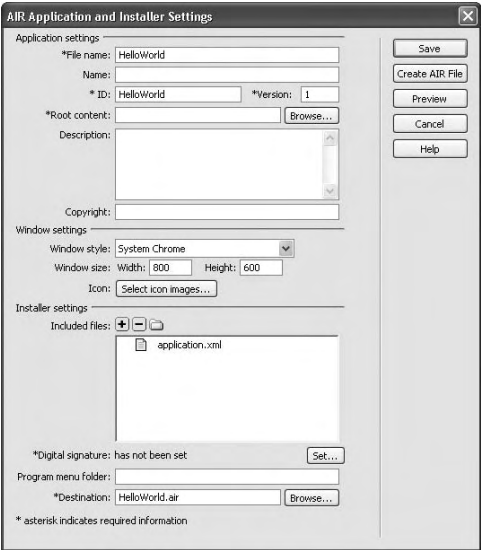 AIR Application and Installer Settings
Application settings
*File name: HelloWorld
Name:
* ID: HelloWorld *Version: 1
*Root content: Browse...
Description:
Copyright:
Window settings
Window style: System Chrome
Window size: Width: 800 Height: 600
Icon: Select icon images...
Installer settings
Included files:
application.xml
*Digital signature: has not been set Set...
Program menu folder:
*Destination: HelloWorld.air Browse...
* asterisk indicates required information
Save
Create AIR File
Preview
Cancel
Help